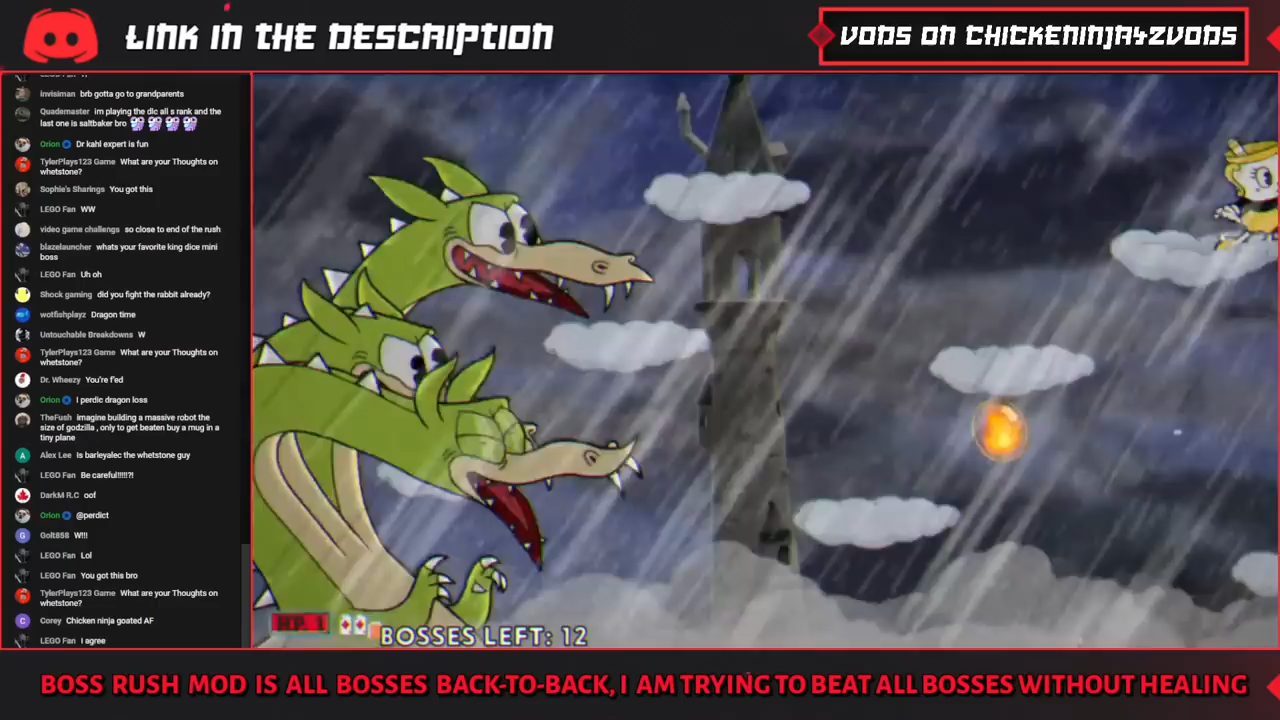 LINK IN THE DESCRIPTION
VODS ON CHICKENINJA42VODS
invisiman brb gotta go to grandparents
Quademaster im playing the dlc all s rank and the
last one is saltbaker bro
Orion Dr kahl expert is fun
TylerPlays123 Game What are your Thoughts on
whetstone?
Sophie's Sharings You got this
LEGO Fan WW
video game challengs so close to end of the rush
blazelauncher whats your favorite king dice mini
boss
LEGO Fan Uh oh
Shock gaming did you fight the rabbit already?
wotfishplayz Dragon time
Untouchable Breakdowns W
TylerPlays123 Game What are your Thoughts on
whetstone?
Dr. Wheezy You're f'ed
Orion I perdic dragon loss
TheFush imagine building a massive robot the
size of godzilla , only to get beaten buy a mug in a
tiny plane
Alex Lee Is barleyalec the whetstone guy
LEGO Fan Be careful!!!!!?!
DarkM R.C oof
Orion @perdict
Golt858 W!!!
LEGO Fan Lol
LEGO Fan You got this bro
TylerPlays123 Game What are your Thoughts on
whetstone?
Corey Chicken ninja goated AF
LEGO Fan I agree
HP. 1
BOSSES LEFT: 12
BOSS RUSH MOD IS ALL BOSSES BACK-TO-BACK, I AM TRYING TO BEAT ALL BOSSES WITHOUT HEALING